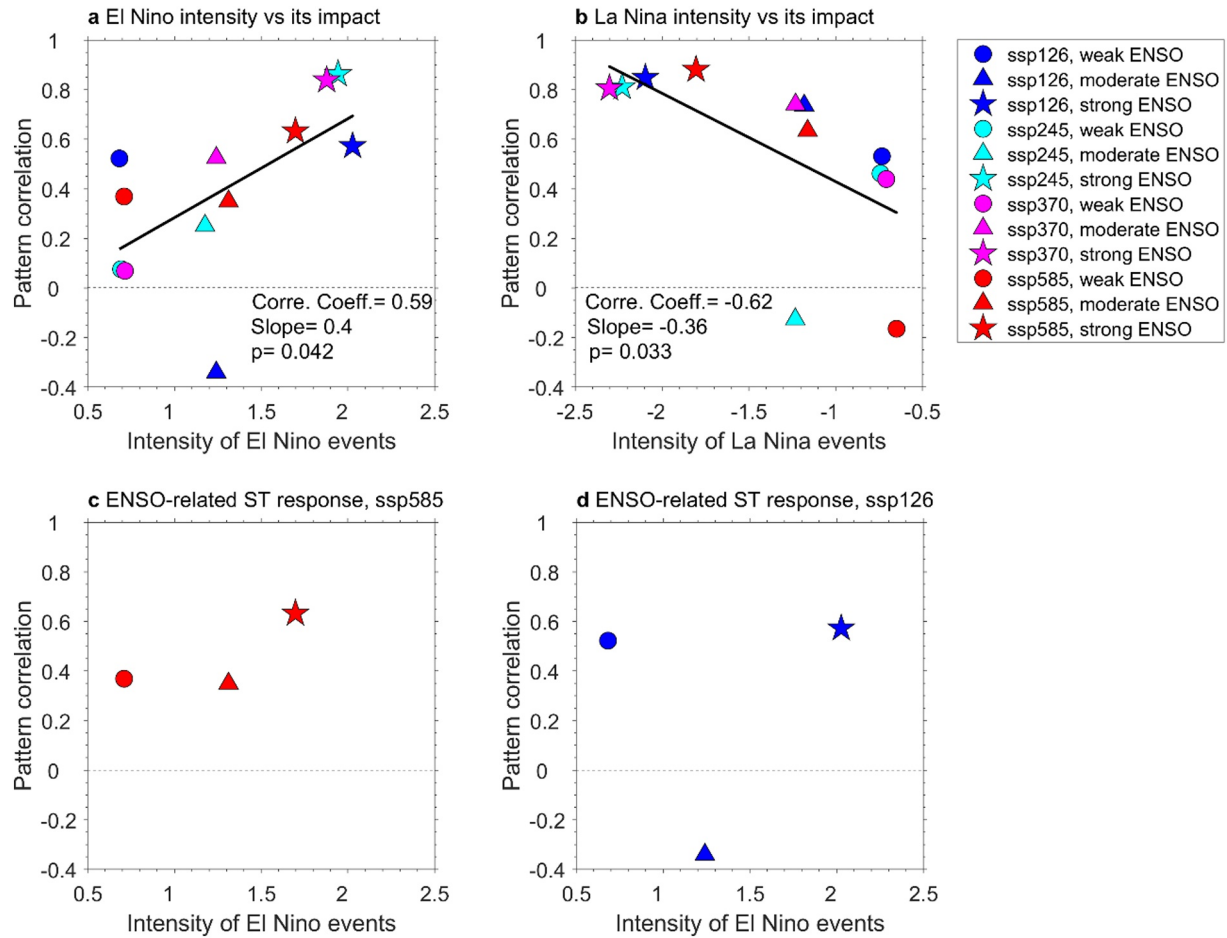 a El Nino intensity vs its impact
Pattern correlation
1
0.8
0.6
0.4
0.2
0
-0.2
-0.4
Corre. Coeff.= 0.59
Slope= 0.4
p= 0.042
0.5 1 1.5 2 2.5
Intensity of El Nino events
b La Nina intensity vs its impact
Pattern correlation
1
0.8
0.6
0.4
0.2
0
-0.2
-0.4
Corre. Coeff.= -0.62
Slope= -0.36
p= 0.033
-2.5 -2 -1.5 -1 -0.5
Intensity of La Nina events
ssp126, weak ENSO
ssp126, moderate ENSO
ssp126, strong ENSO
ssp245, weak ENSO
ssp245, moderate ENSO
ssp245, strong ENSO
ssp370, weak ENSO
ssp370, moderate ENSO
ssp370, strong ENSO
ssp585, weak ENSO
ssp585, moderate ENSO
ssp585, strong ENSO
c ENSO-related ST response, ssp585
Pattern correlation
1
0.8
0.6
0.4
0.2
0
-0.2
-0.4
0.5 1 1.5 2 2.5
Intensity of El Nino events
d ENSO-related ST response, ssp126
Pattern correlation
1
0.8
0.6
0.4
0.2
0
-0.2
-0.4
0.5 1 1.5 2 2.5
Intensity of El Nino events